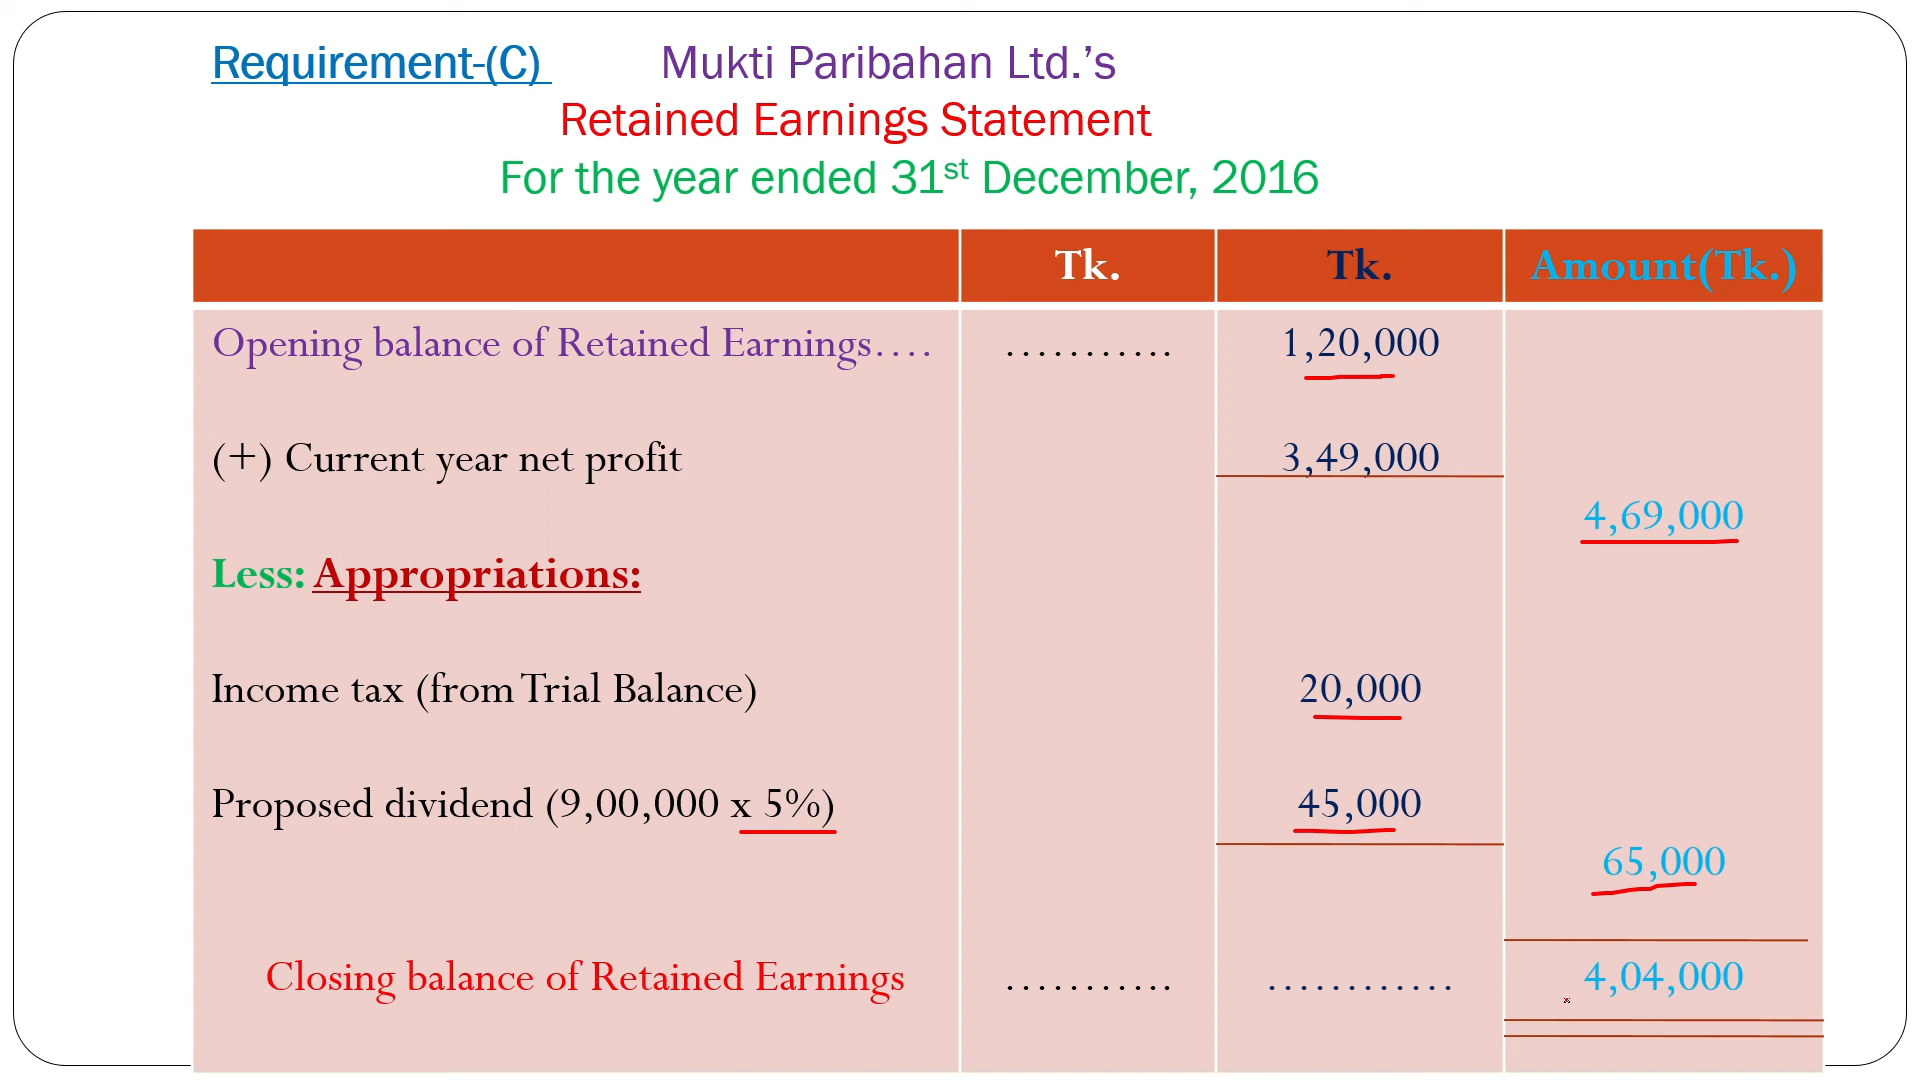 Requirement-(C) Mukti Paribahan Ltd.’s
Retained Earnings Statement
For the year ended 31st December, 2016
Tk. Tk. Amount(Tk.)
Opening balance of Retained Earnings.... ........... 1,20,000
(+) Current year net profit 3,49,000
4,69,000
Less: Appropriations:
Income tax (from Trial Balance) 20,000
Proposed dividend (9,00,000 x 5%) 45,000
65,000
Closing balance of Retained Earnings ........... ............ 4,04,000